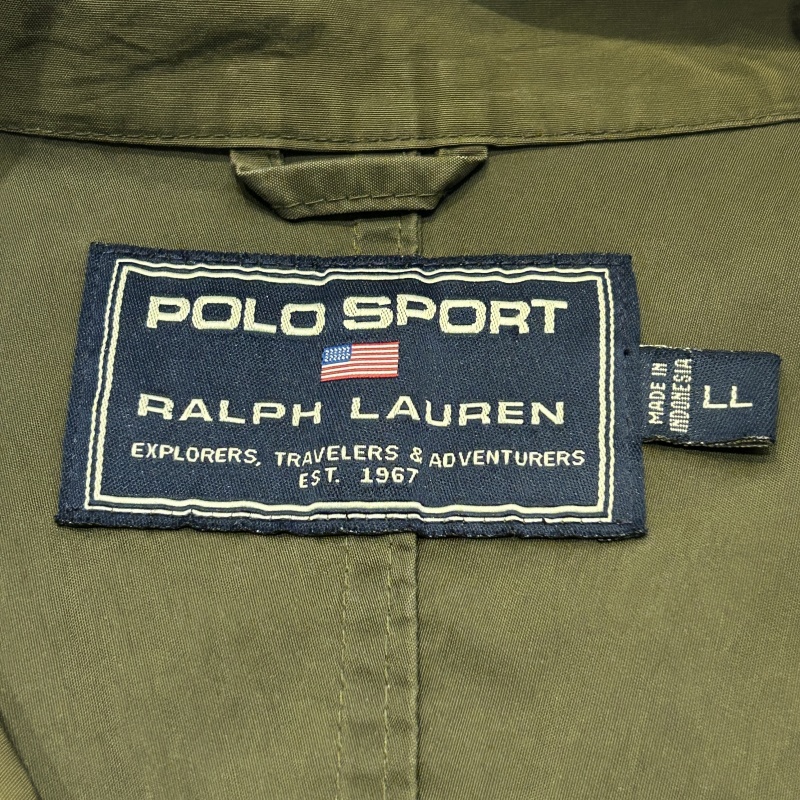 POLO SPORT
RALPH LAUREN
EXPLORERS, TRAVELERS & ADVENTURERS
EST. 1967
MADE IN
INDONESIA
LL